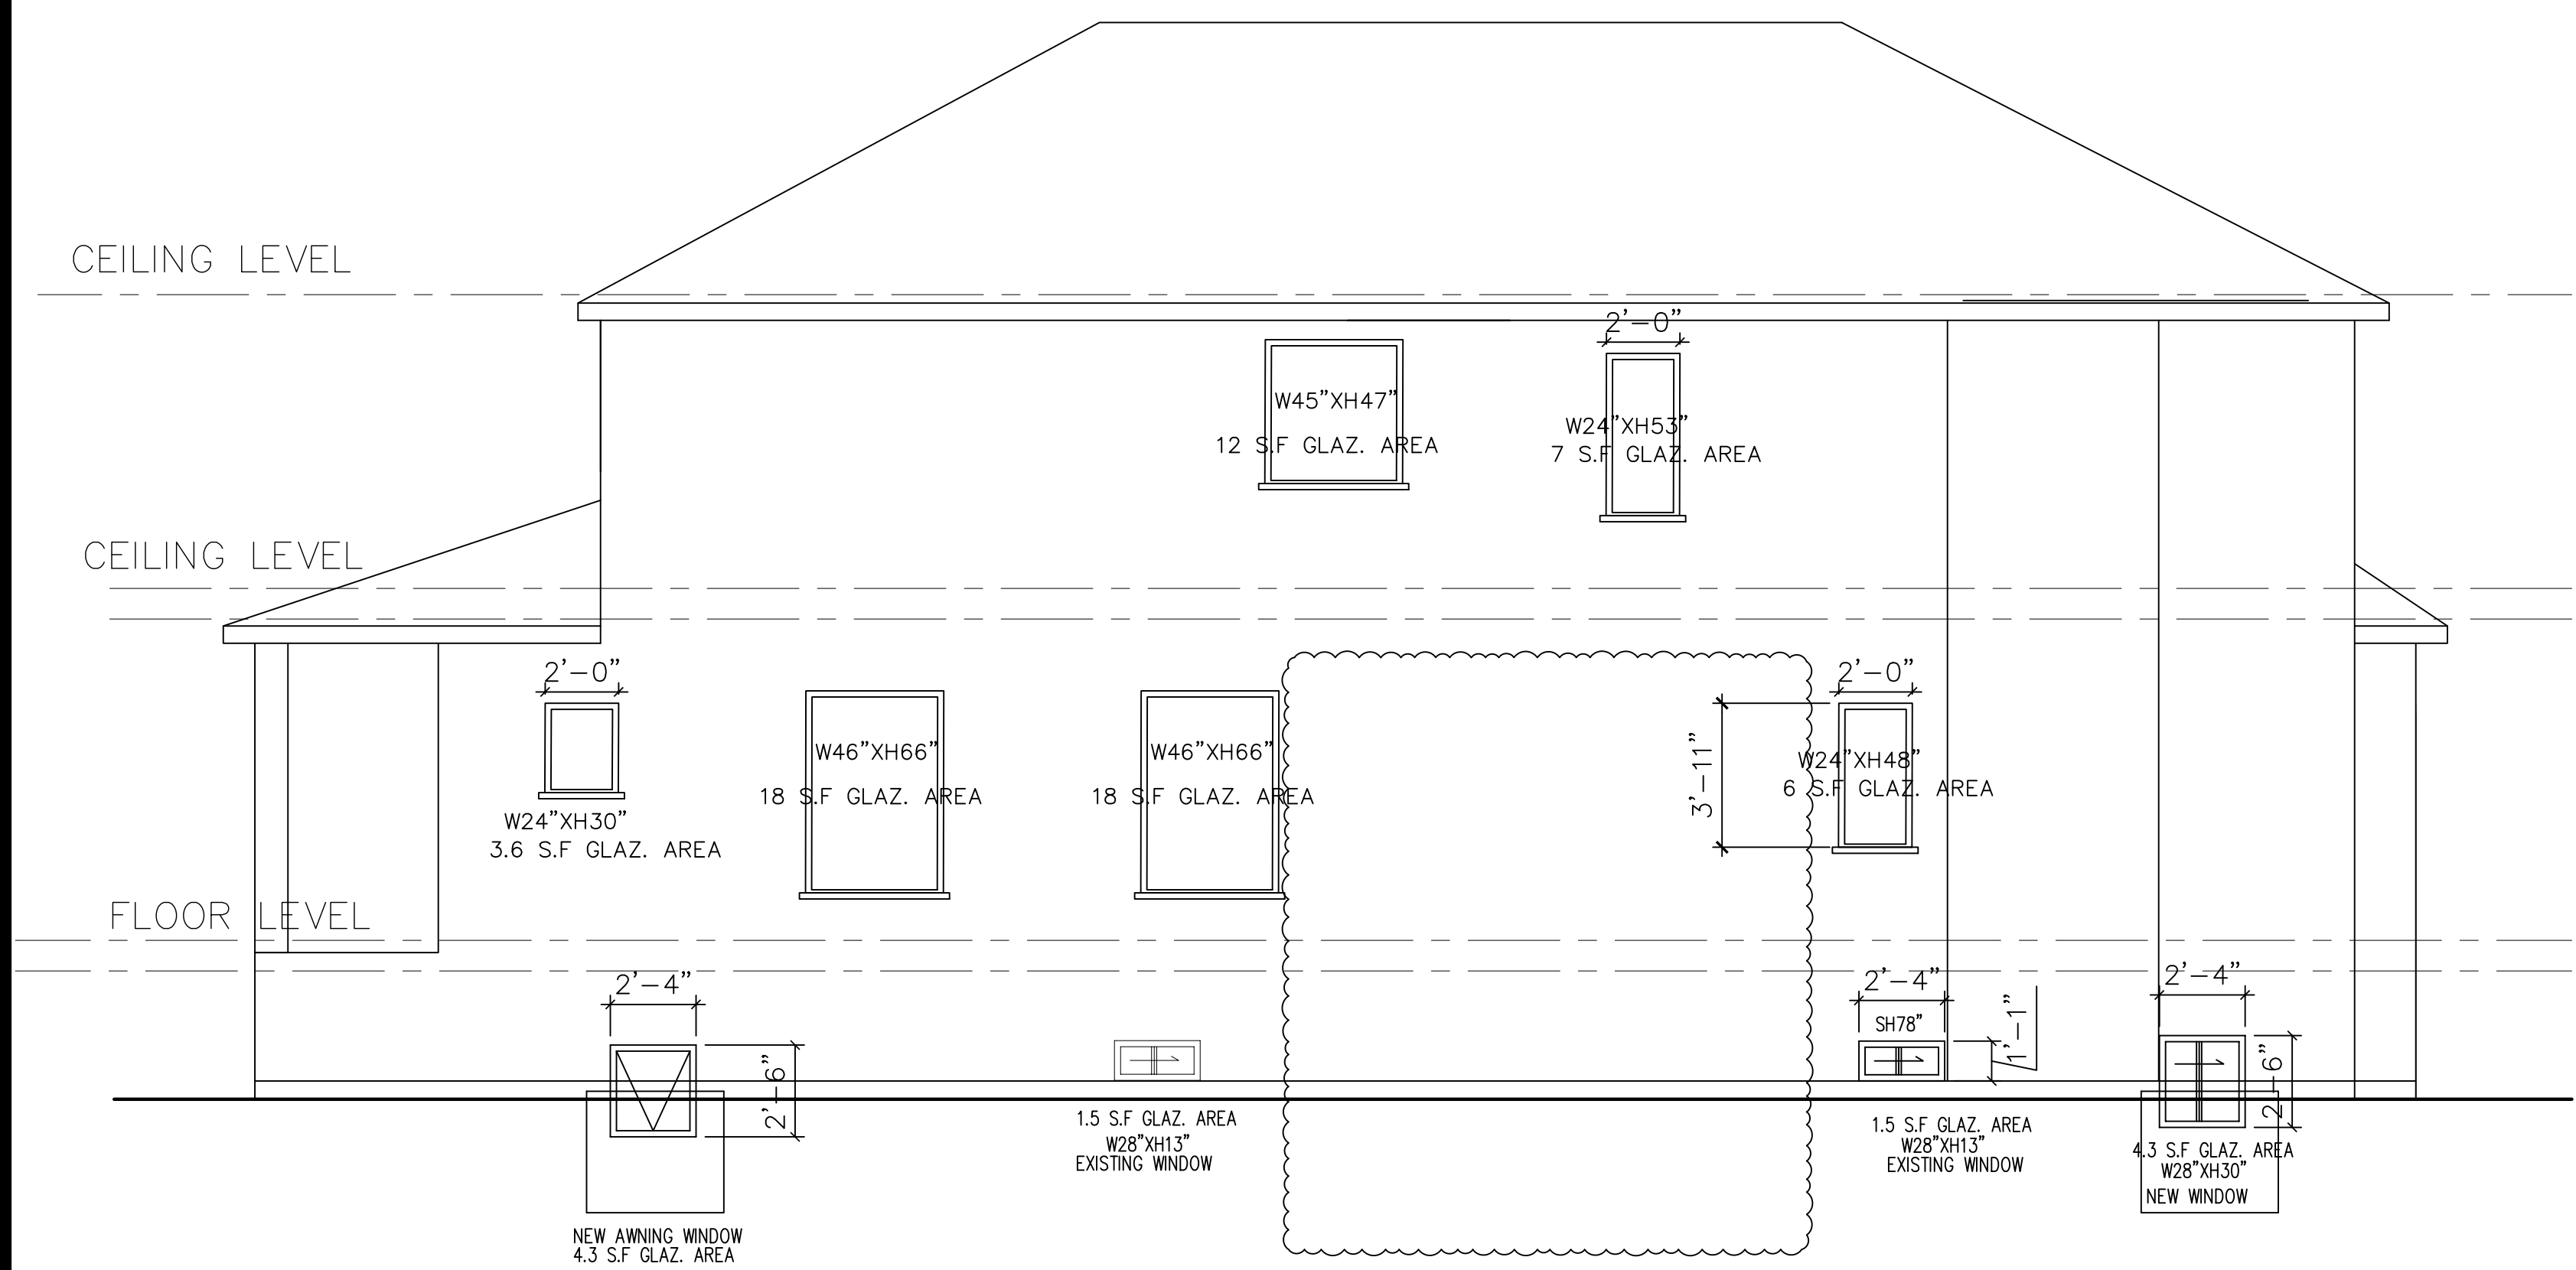 CEILING LEVEL
2'-0"
W45"XH47"
12 S.F GLAZ. AREA
W24"XH53"
7 S.F GLAZ. AREA
CEILING LEVEL
2'-0"
W24"XH30"
3.6 S.F GLAZ. AREA
W46"XH66"
18 S.F GLAZ. AREA
W46"XH66"
18 S.F GLAZ. AREA
2'-0"
3'-11"
W24"XH48"
6 S.F GLAZ. AREA
FLOOR LEVEL
2'-4"
2'-6"
NEW AWNING WINDOW
4.3 S.F GLAZ. AREA
1.5 S.F GLAZ. AREA
W28"XH13"
EXISTING WINDOW
2'-4"
SH78"
1'-1"
1.5 S.F GLAZ. AREA
W28"XH13"
EXISTING WINDOW
2'-4"
2'-6"
4.3 S.F GLAZ. AREA
W28"XH30"
NEW WINDOW